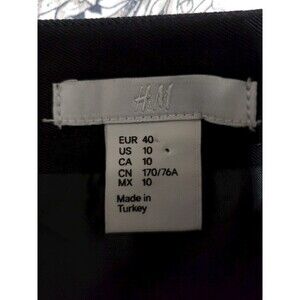 H&M
EUR 40
US 10
CA 10
CN 170/76A
MX 10
Made in
Turkey